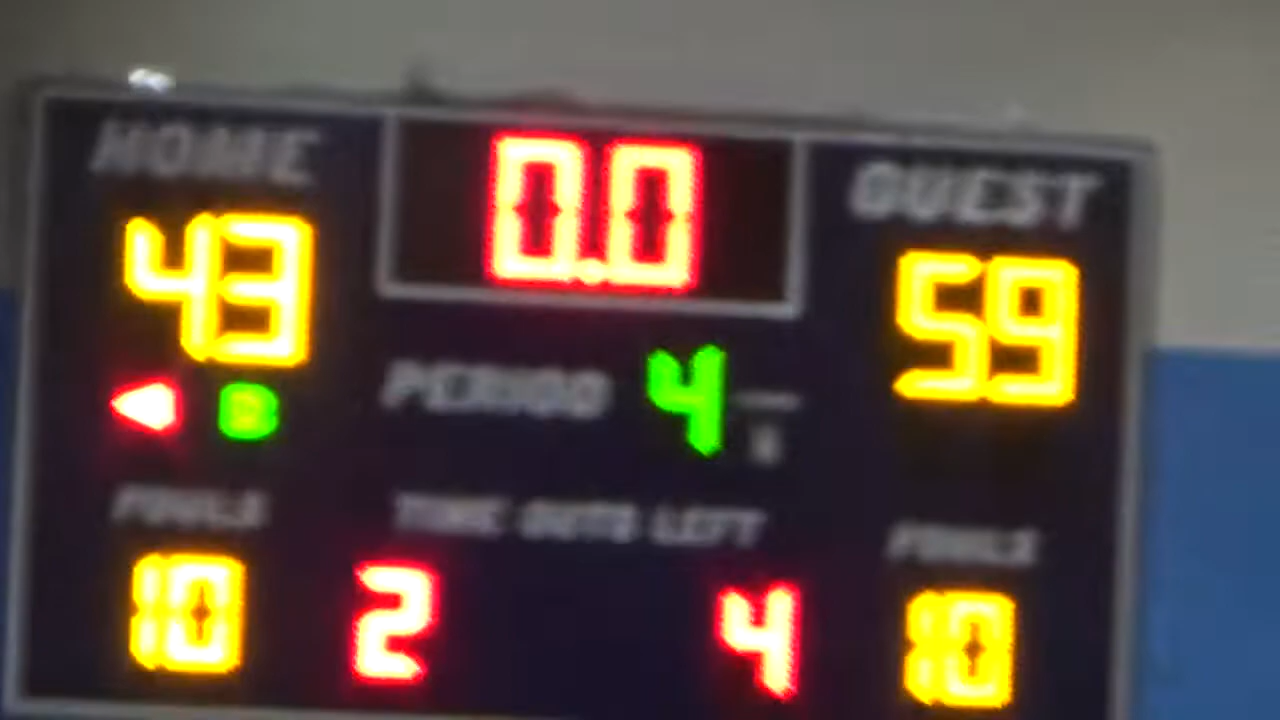 HOME 0.0 GUEST
43 59
PERIOD 4
B
FOULS TIME OUTS LEFT FOULS
10 2 4 10